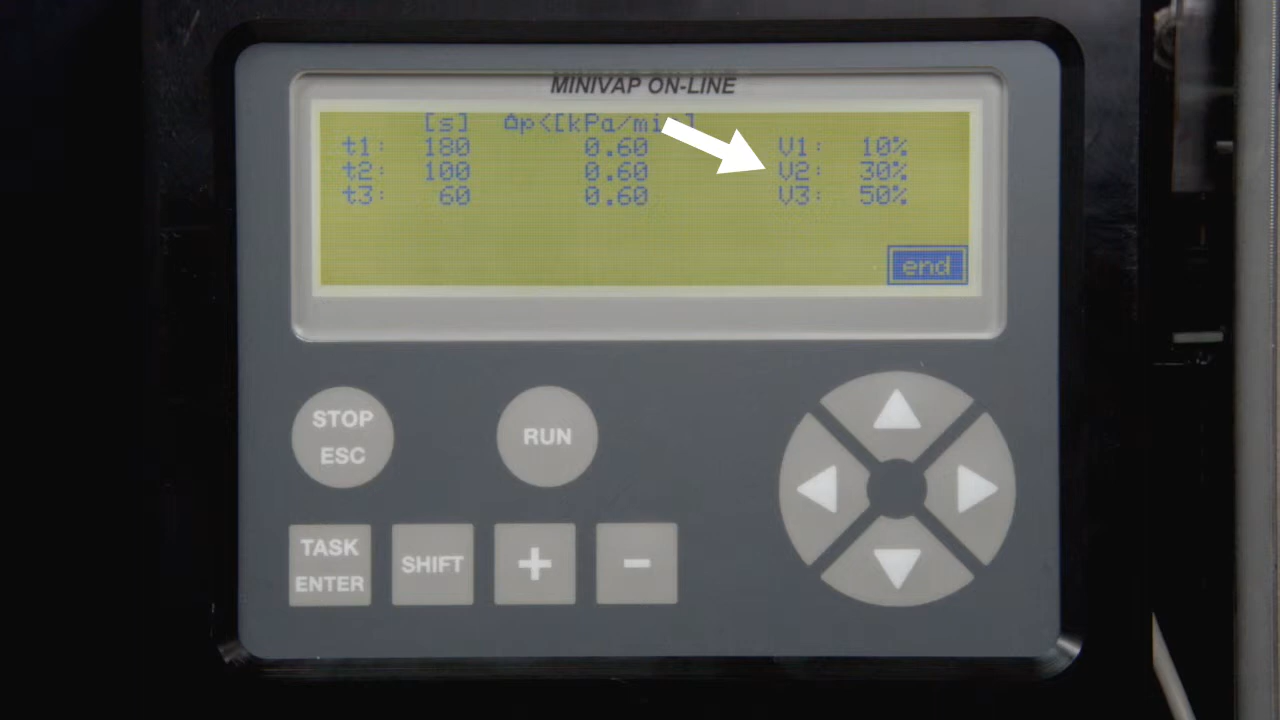 MINIVAP ON-LINE
[s] Δp<[kPa/min]
t1: 180 0.60 V1: 10%
t2: 100 0.60 V2: 30%
t3: 60 0.60 V3: 50%
end
STOP
ESC
RUN
TASK
ENTER
SHIFT
+
-